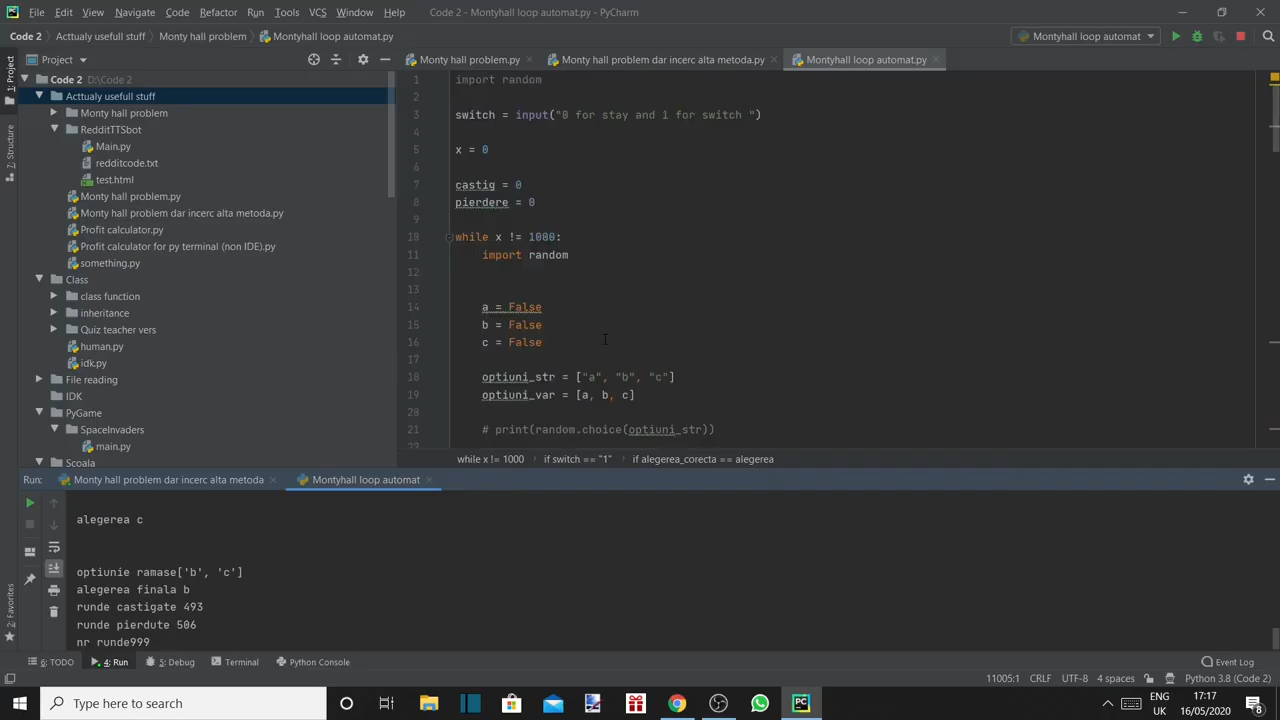 File Edit View Navigate Code Refactor Run Tools VCS Window Help Code 2 - Montyhall loop automat.py - PyCharm
Code 2 Acttualy usefull stuff Monty hall problem Montyhall loop automat.py Montyhall loop automat
1: Project
Project
Monty hall problem.py Monty hall problem dar incerc alta metoda.py Montyhall loop automat.py
Code 2 D:\Code 2
Acttualy usefull stuff
Monty hall problem
RedditTTSbot
Main.py
redditcode.txt
test.html
Monty hall problem.py
Monty hall problem dar incerc alta metoda.py
Profit calculator.py
Profit calculator for py terminal (non IDE).py
something.py
Class
class function
inheritance
Quiz teacher vers
human.py
idk.py
File reading
IDK
PyGame
SpaceInvaders
main.py
Scoala
7: Structure
1 import random
2
3 switch = input("0 for stay and 1 for switch ")
4
5 x = 0
6
7 castig = 0
8 pierdere = 0
9
10 while x != 1000:
11 import random
12
13
14 a = False
15 b = False
16 c = False
17
18 optiuni_str = ["a", "b", "c"]
19 optiuni_var = [a, b, c]
20
21 # print(random.choice(optiuni_str))
22
while x != 1000 if switch == "1" if alegerea_corecta == alegerea
Run: Monty hall problem dar incerc alta metoda Montyhall loop automat
alegerea c
optiunie ramase['b', 'c']
alegerea finala b
runde castigate 493
runde pierdute 506
nr runde999
2: Favorites
6: TODO 4: Run 5: Debug Terminal Python Console Event Log
11005:1 CRLF UTF-8 4 spaces Python 3.8 (Code 2)
Type here to search
ENG
UK
17:17
16/05/2020
8